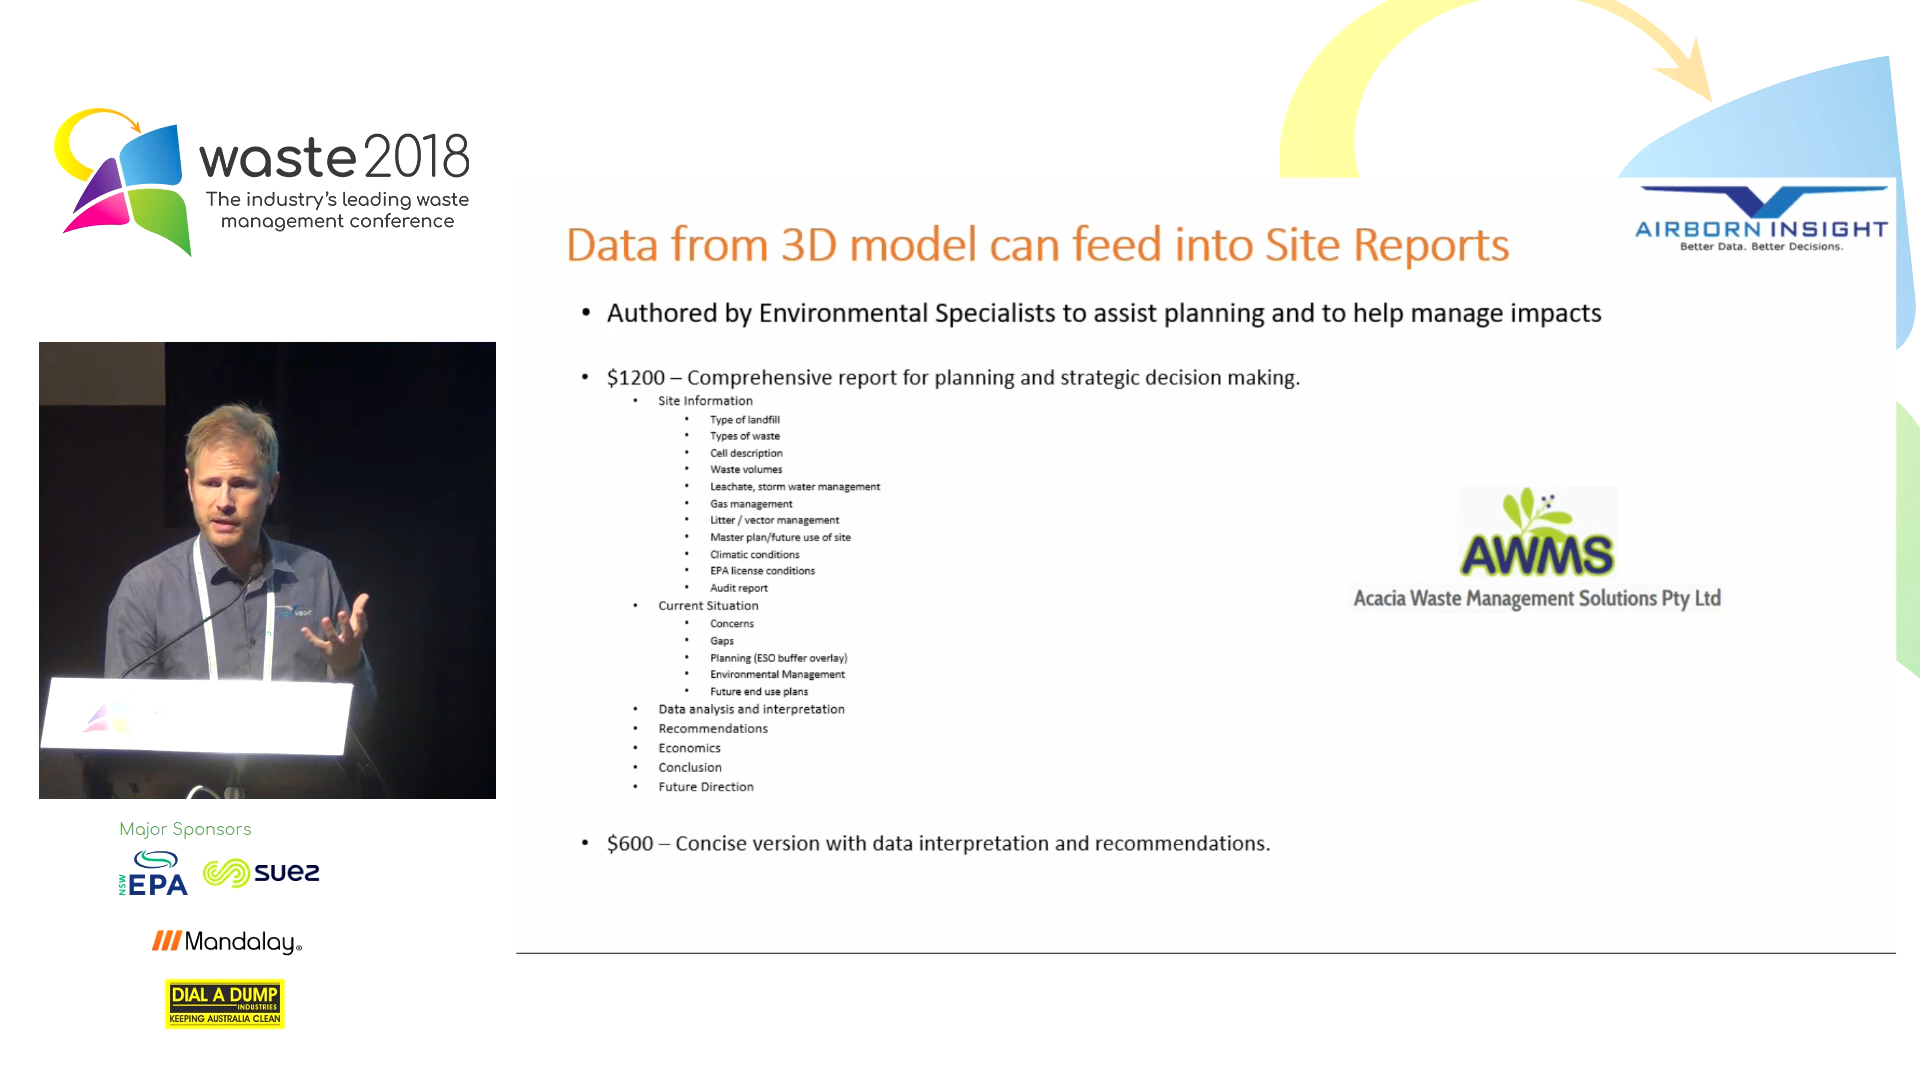 waste 2018
The industry's leading waste
management conference
AIRBORN INSIGHT
Better Data. Better Decisions.
Data from 3D model can feed into Site Reports
• Authored by Environmental Specialists to assist planning and to help manage impacts
• $1200 – Comprehensive report for planning and strategic decision making.
• Site Information
• Type of landfill
• Types of waste
• Cell description
• Waste volumes
• Leachate, storm water management
• Gas management
• Litter / vector management
• Master plan/future use of site
• Climatic conditions
• EPA license conditions
• Audit report
• Current Situation
• Concerns
• Gaps
• Planning (ESO buffer overlay)
• Environmental Management
• Future end use plans
• Data analysis and interpretation
• Recommendations
• Economics
• Conclusion
• Future Direction
• $600 – Concise version with data interpretation and recommendations.
AWMS
Acacia Waste Management Solutions Pty Ltd
Major Sponsors
NSW
EPA
suez
Mandalay®
DIAL A DUMP
INDUSTRIES
KEEPING AUSTRALIA CLEAN